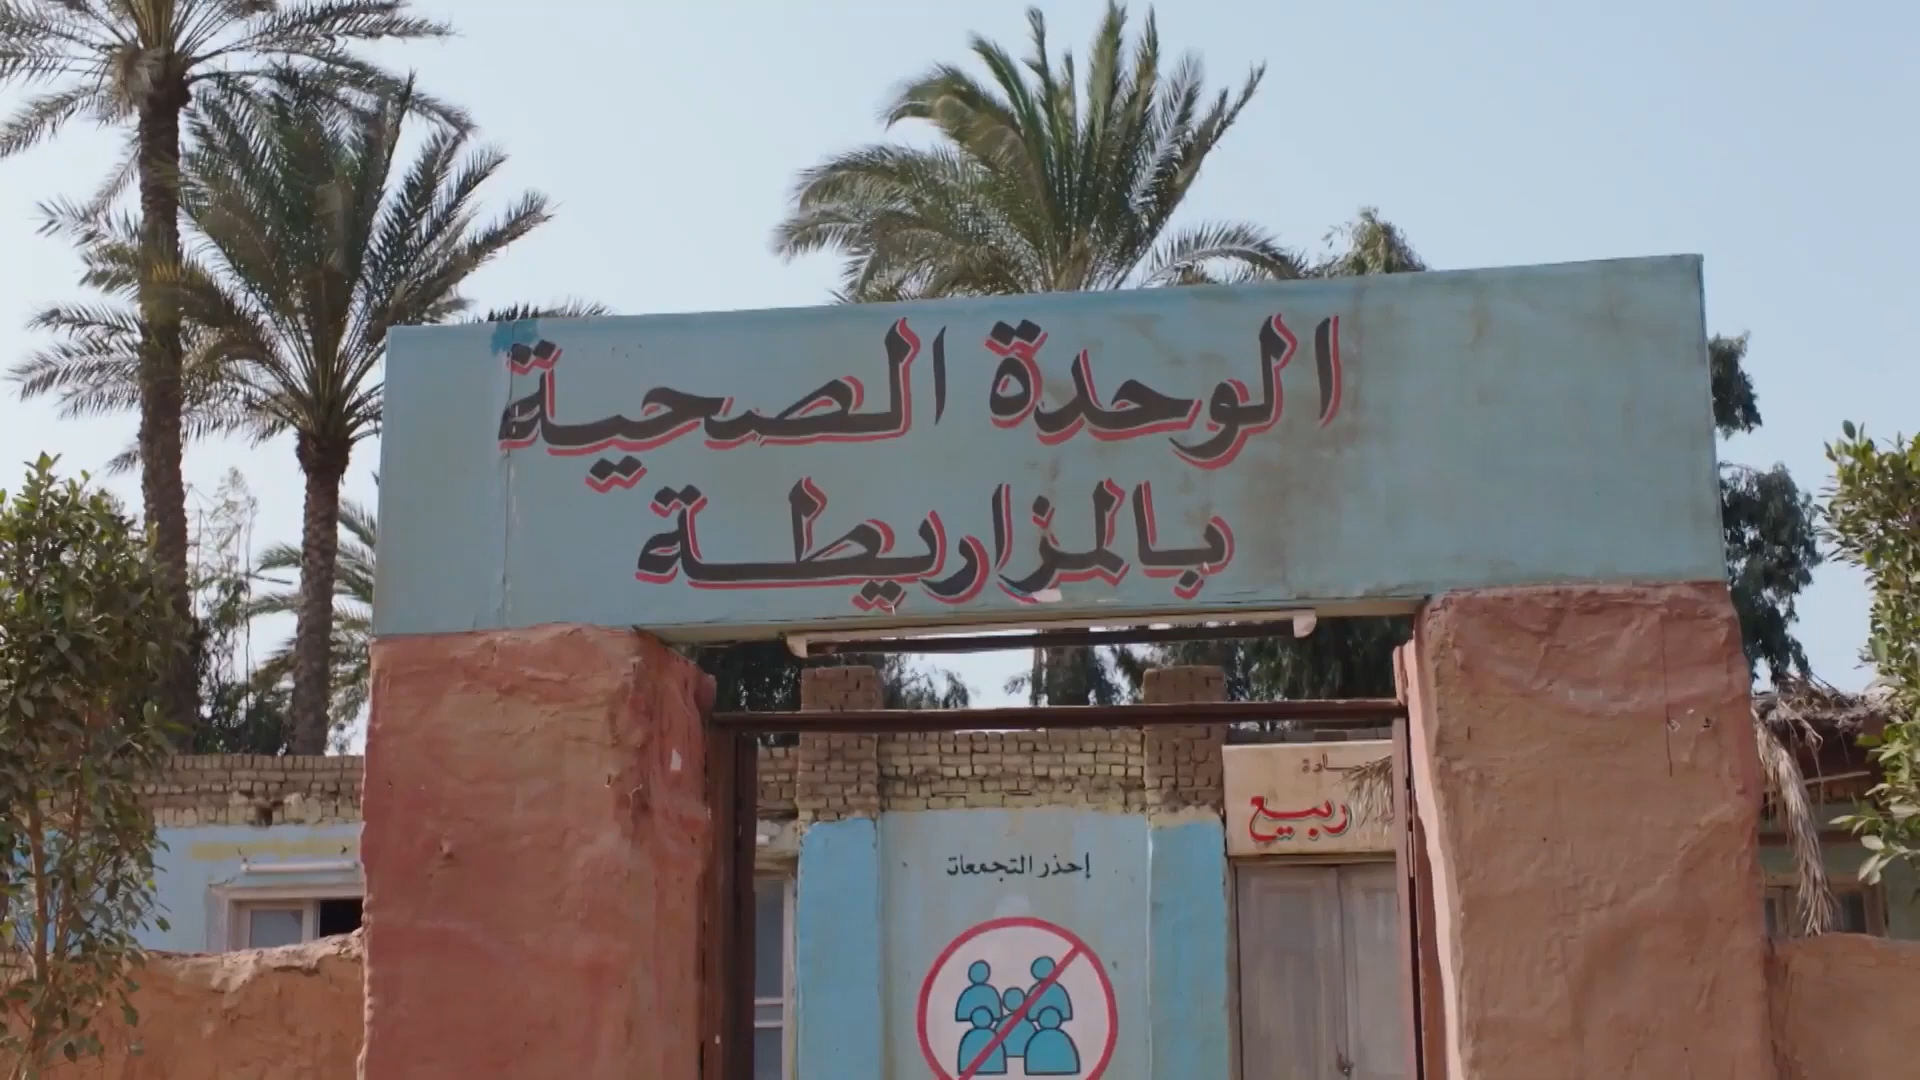 الوحدة الصحية
بالمزاريطة
ربيع
إحذر التجمعات